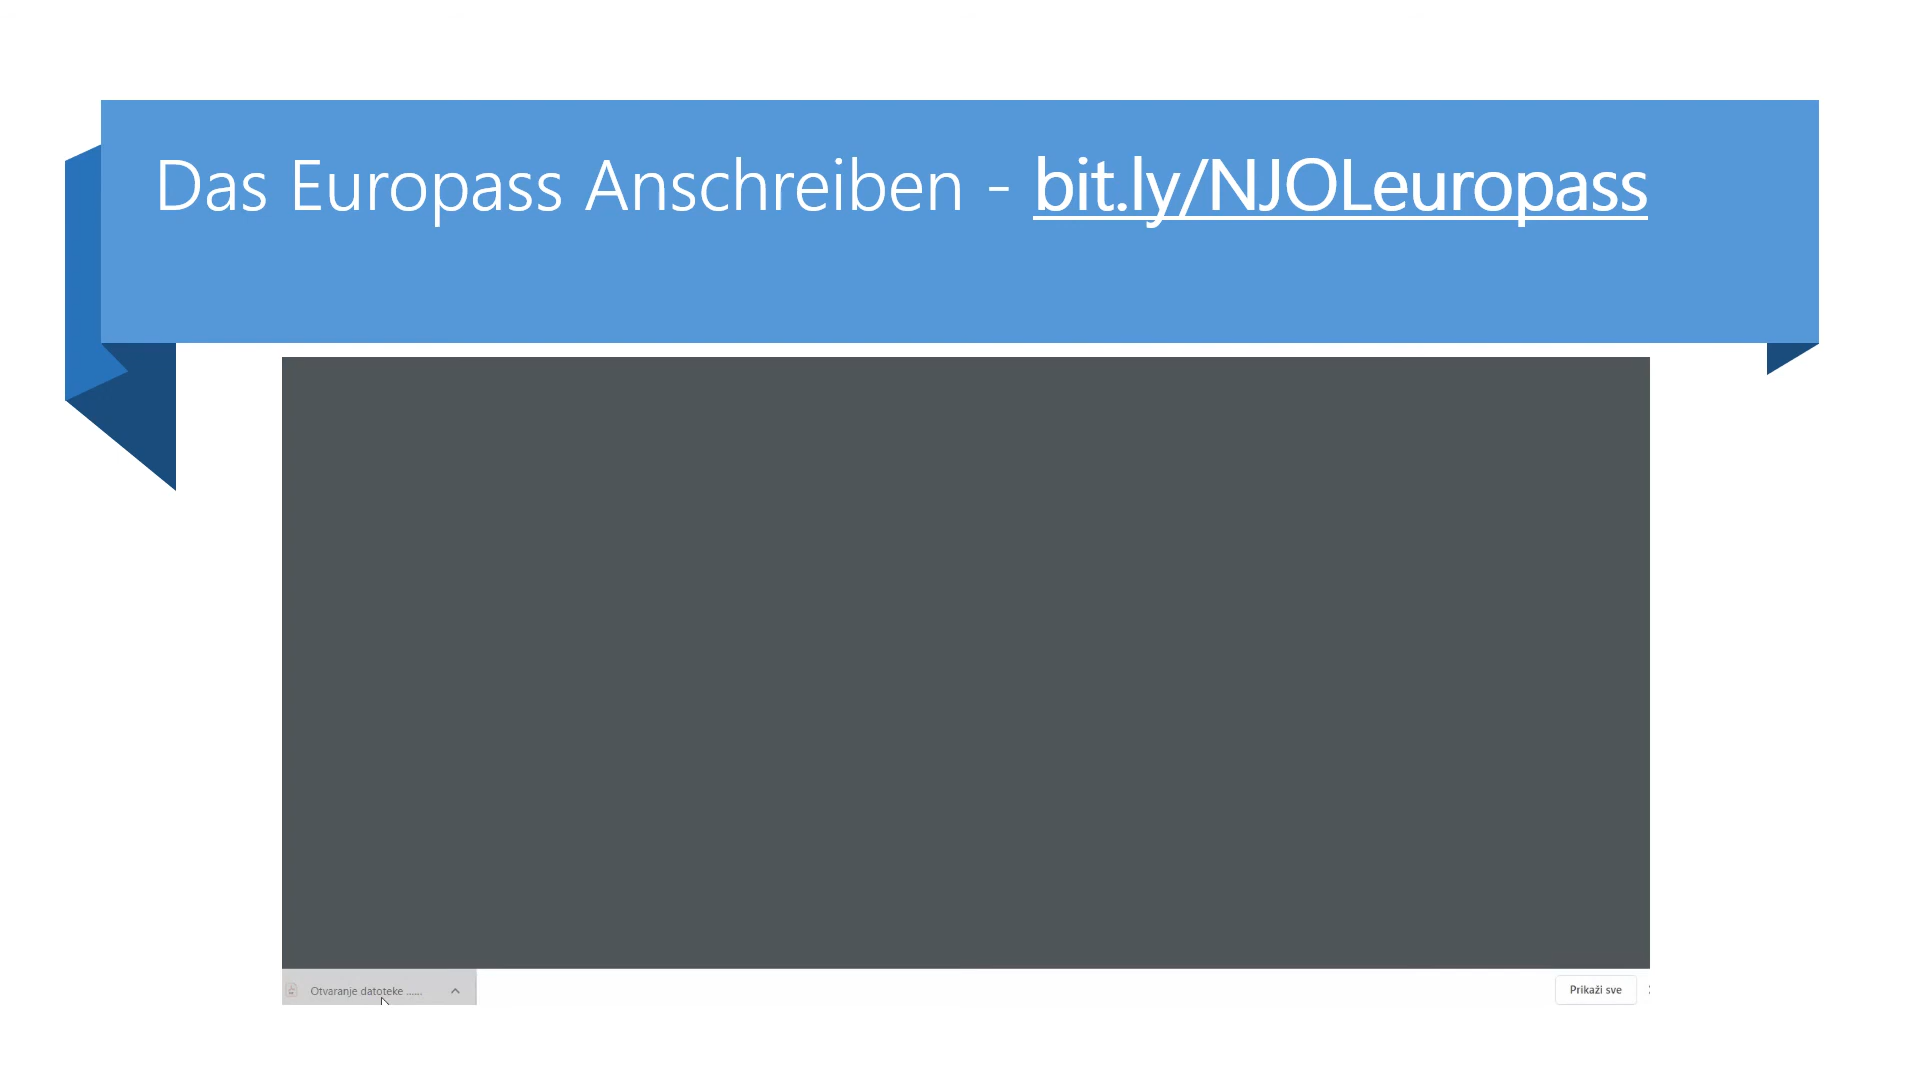 Das Europass Anschreiben - bit.ly/NJOLeuropass
Otvaranje datoteke ......
Prikaži sve